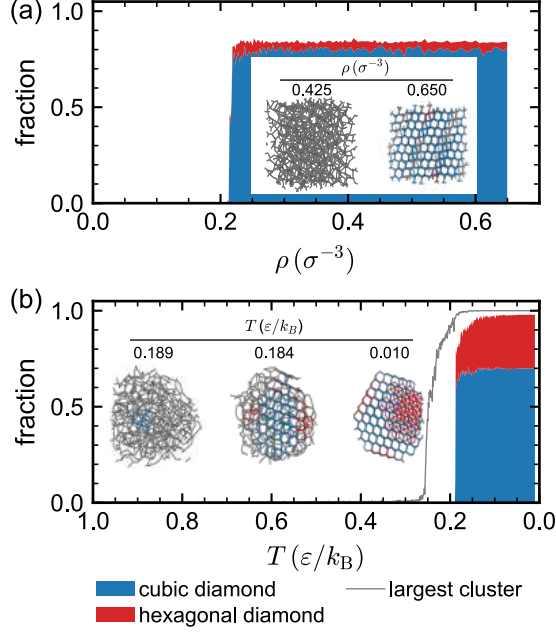 (a)
1.0
0.5
0.0
fraction
ρ (σ⁻³)
0.425 0.650
0.0 0.2 0.4 0.6
ρ (σ⁻³)
(b)
1.0
0.5
0.0
fraction
T (ε/k_B)
0.189 0.184 0.010
1.0 0.8 0.6 0.4 0.2 0.0
T (ε/k_B)
cubic diamond largest cluster
hexagonal diamond